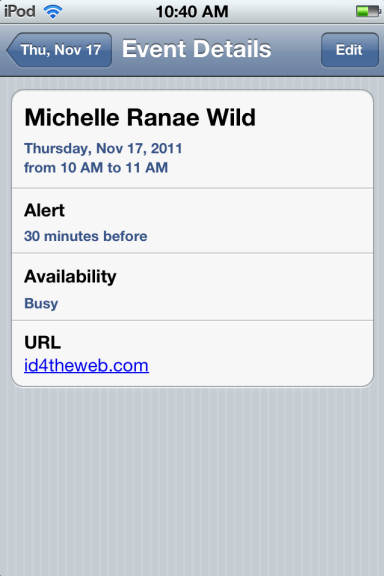 iPod 10:40 AM
Thu, Nov 17 Event Details Edit
Michelle Ranae Wild
Thursday, Nov 17, 2011
from 10 AM to 11 AM
Alert
30 minutes before
Availability
Busy
URL
id4theweb.com